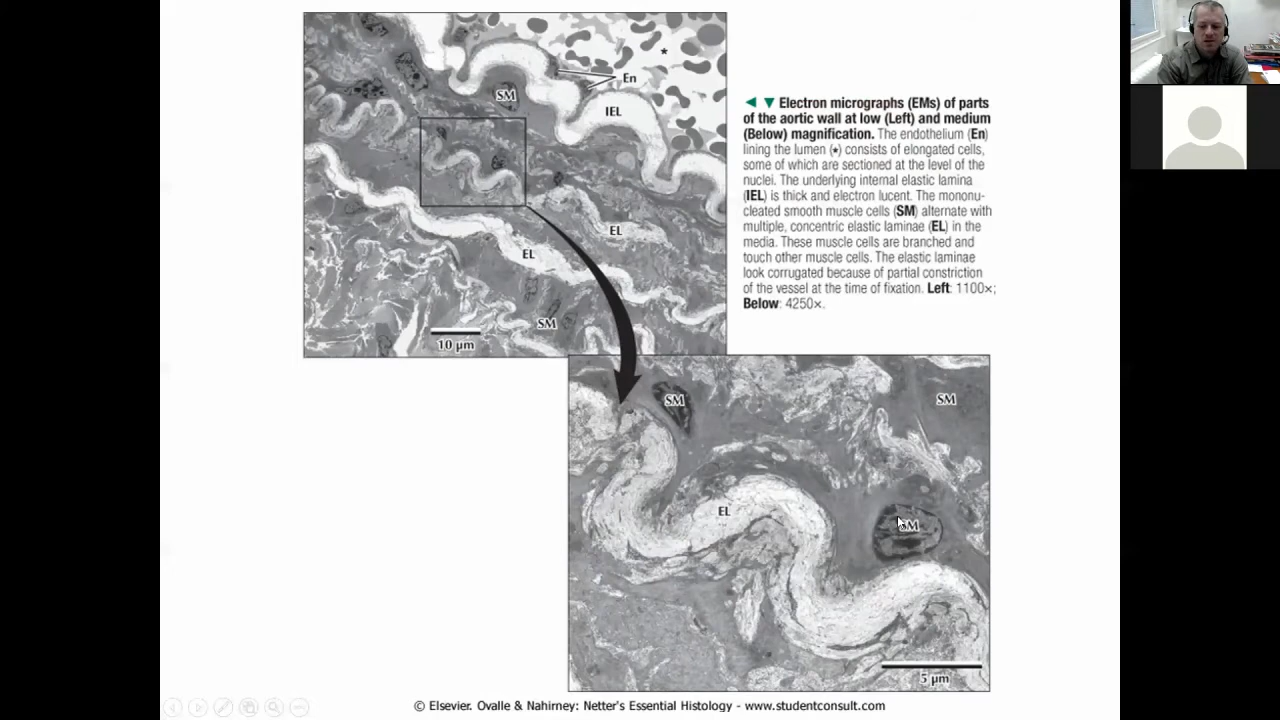 *
En
SM
IEL
EL
EL
SM
10 µm
◄ ▼ Electron micrographs (EMs) of parts
of the aortic wall at low (Left) and medium
(Below) magnification. The endothelium (En)
lining the lumen (*) consists of elongated cells,
some of which are sectioned at the level of the
nuclei. The underlying internal elastic lamina
(IEL) is thick and electron lucent. The mononu-
cleated smooth muscle cells (SM) alternate with
multiple, concentric elastic laminae (EL) in the
media. These muscle cells are branched and
touch other muscle cells. The elastic laminae
look corrugated because of partial constriction
of the vessel at the time of fixation. Left: 1100×;
Below: 4250×.
SM
SM
EL
SM
5 µm
© Elsevier. Ovalle & Nahirney: Netter's Essential Histology - www.studentconsult.com